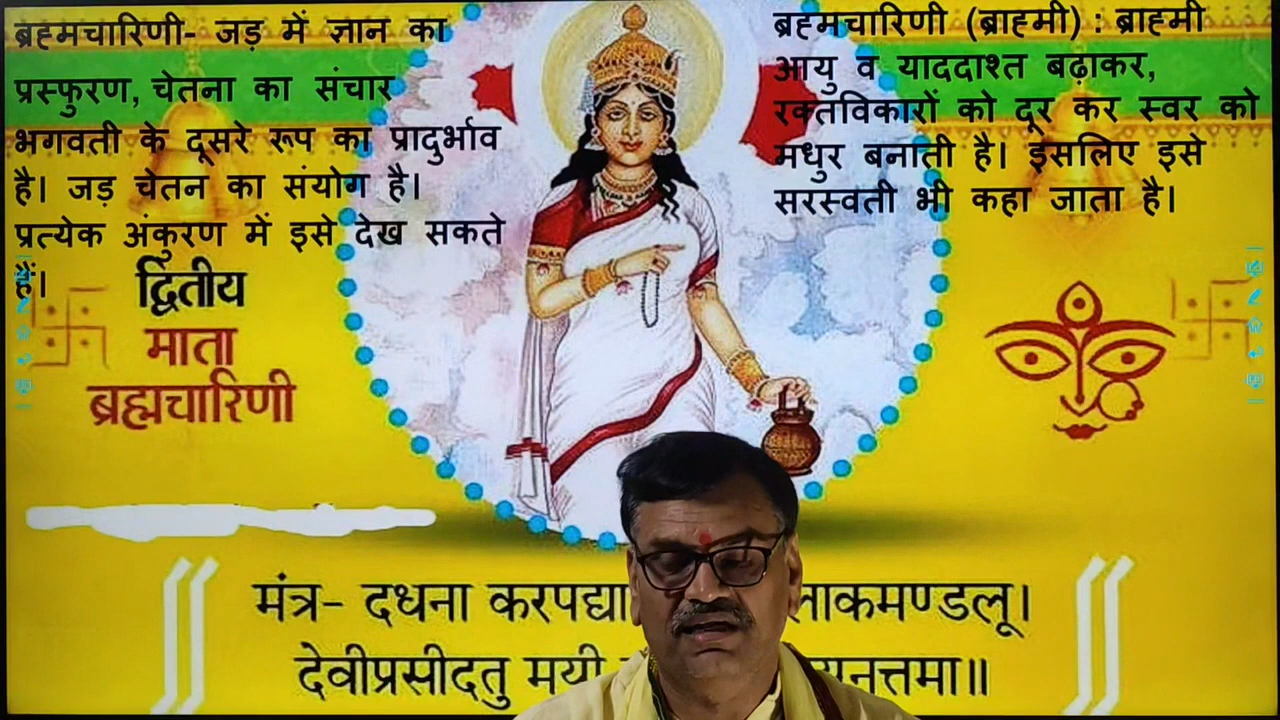 ब्रह्मचारिणी- जड़ में ज्ञान का
प्रस्फुरण, चेतना का संचार
भगवती के दूसरे रूप का प्रादुर्भाव
है। जड़ चेतन का संयोग है।
प्रत्येक अंकुरण में इसे देख सकते
हैं।
ब्रह्मचारिणी (ब्राह्मी) : ब्राह्मी
आयु व याददाश्त बढ़ाकर,
रक्तविकारों को दूर कर स्वर को
मधुर बनाती है। इसलिए इसे
सरस्वती भी कहा जाता है।
द्वितीय
माता
ब्रह्मचारिणी
मंत्र- दधना करपद्या लाकमण्डलू।
देवीप्रसीदतु मयी यनत्तमा॥